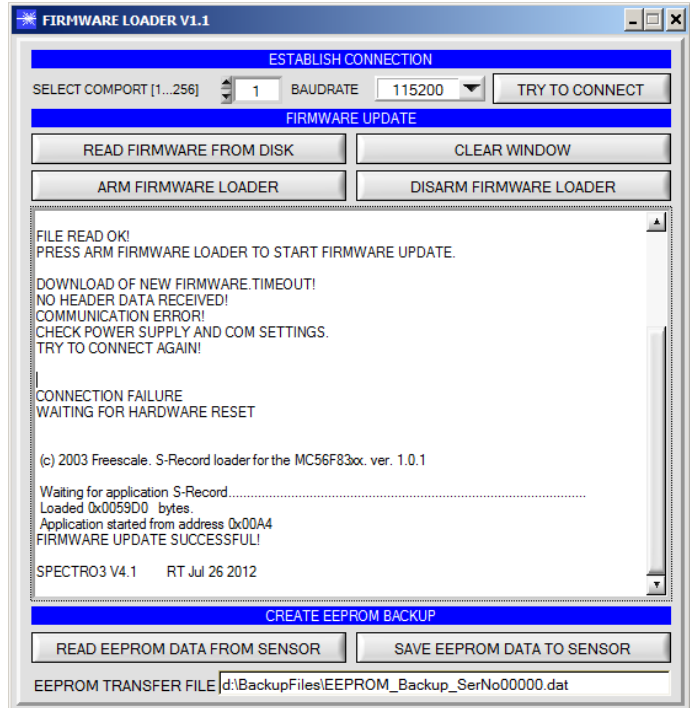 FIRMWARE LOADER V1.1
ESTABLISH CONNECTION
SELECT COMPORT [1...256] 1 BAUDRATE 115200 TRY TO CONNECT
FIRMWARE UPDATE
READ FIRMWARE FROM DISK CLEAR WINDOW
ARM FIRMWARE LOADER DISARM FIRMWARE LOADER
FILE READ OK!
PRESS ARM FIRMWARE LOADER TO START FIRMWARE UPDATE.
DOWNLOAD OF NEW FIRMWARE.TIMEOUT!
NO HEADER DATA RECEIVED!
COMMUNICATION ERROR!
CHECK POWER SUPPLY AND COM SETTINGS.
TRY TO CONNECT AGAIN!
CONNECTION FAILURE
WAITING FOR HARDWARE RESET
(c) 2003 Freescale. S-Record loader for the MC56F83xx. ver. 1.0.1
Waiting for application S-Record..........................................................................................
Loaded 0x0059D0 bytes.
Application started from address 0x00A4
FIRMWARE UPDATE SUCCESSFUL!
SPECTRO3 V4.1 RT Jul 26 2012
CREATE EEPROM BACKUP
READ EEPROM DATA FROM SENSOR SAVE EEPROM DATA TO SENSOR
EEPROM TRANSFER FILE d:\BackupFiles\EEPROM_Backup_SerNo00000.dat